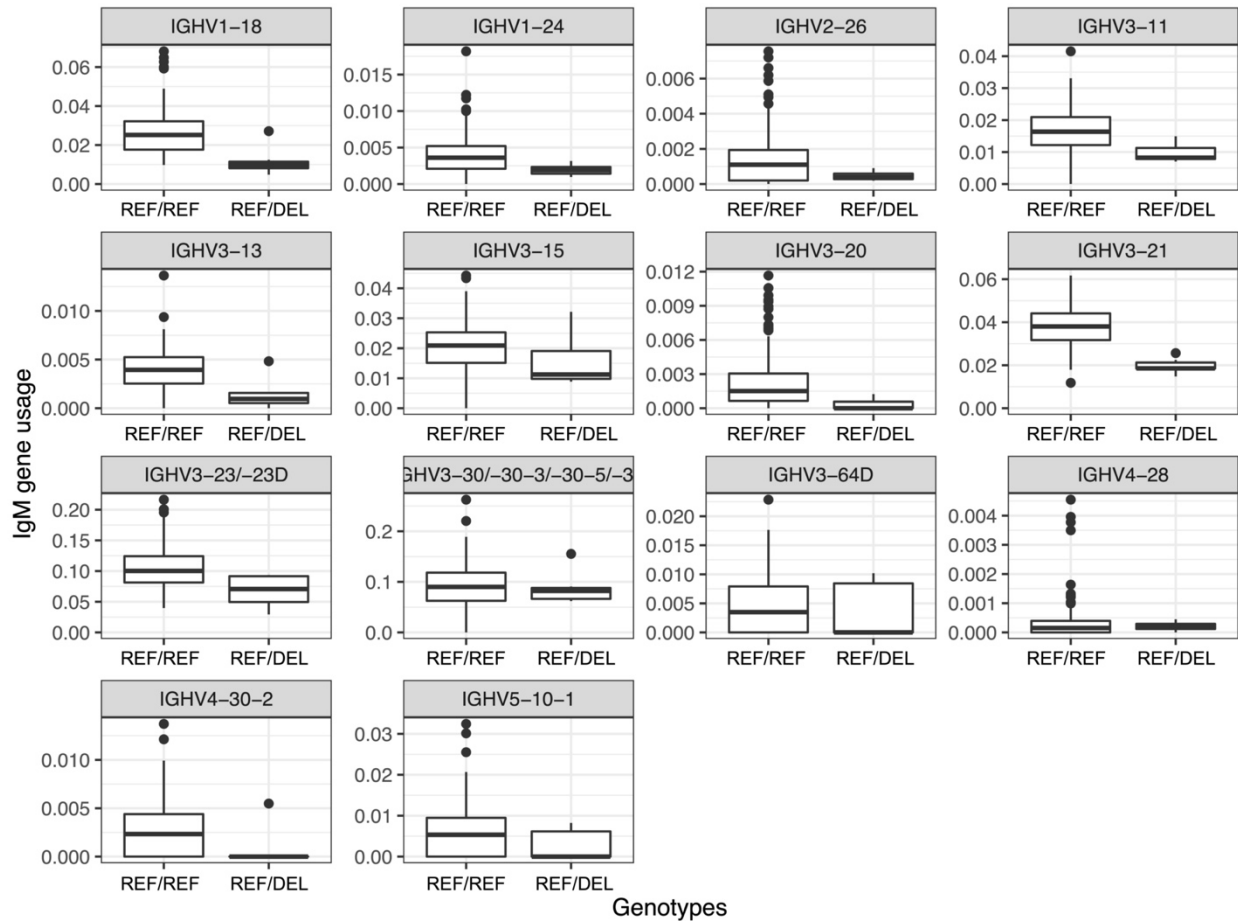 IGHV1−18 IGHV1−24 IGHV2−26 IGHV3−11
0.06 0.04 0.02 0.00
0.015 0.010 0.005 0.000
0.006 0.004 0.002 0.000
0.04 0.03 0.02 0.01 0.00
REF/REF REF/DEL REF/REF REF/DEL REF/REF REF/DEL REF/REF REF/DEL
IGHV3−13 IGHV3−15 IGHV3−20 IGHV3−21
0.010 0.005 0.000
0.04 0.03 0.02 0.01 0.00
0.012 0.009 0.006 0.003 0.000
0.06 0.04 0.02 0.00
REF/REF REF/DEL REF/REF REF/DEL REF/REF REF/DEL REF/REF REF/DEL
IgM gene usage
IGHV3−23/−23D GHV3−30/−30−3/−30−5/−3 IGHV3−64D IGHV4−28
0.20 0.15 0.10 0.05 0.00
0.2 0.1 0.0
0.020 0.015 0.010 0.005 0.000
0.004 0.003 0.002 0.001 0.000
REF/REF REF/DEL REF/REF REF/DEL REF/REF REF/DEL REF/REF REF/DEL
IGHV4−30−2 IGHV5−10−1
0.010 0.005 0.000
0.03 0.02 0.01 0.00
REF/REF REF/DEL REF/REF REF/DEL
Genotypes